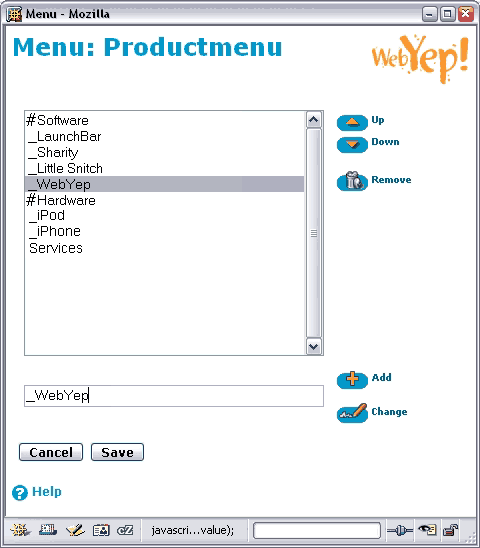 Menu - Mozilla
Menu: Productmenu
WebYep!
#Software
_LaunchBar
_Sharity
_Little Snitch
_WebYep
#Hardware
_iPod
_iPhone
Services
Up
Down
Remove
Add
_WebYep
Change
Cancel
Save
Help
javascri...value);